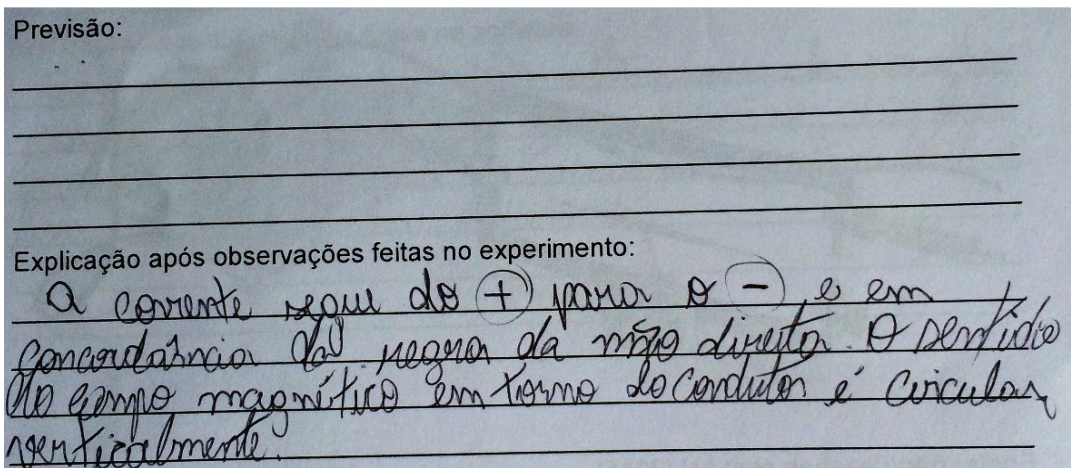 Previsão:
Explicação após observações feitas no experimento:
A corrente segue do + para o -, e em
concordância da regra da mão direita. O sentido
do campo magnético em torno do condutor é circular,
verticalmente.